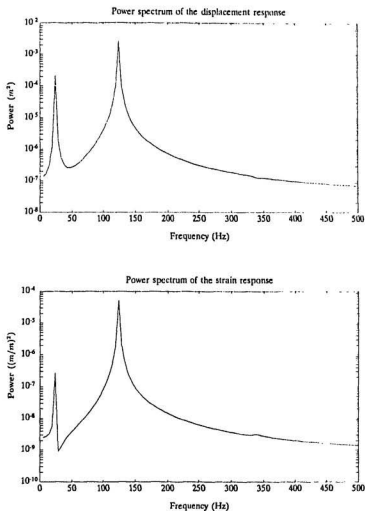 Power spectrum of the displacement response
10-2
10-3
10-4
10-5
10-6
10-7
10-8
Power (m2)
0 50 100 150 200 250 300 350 400 450 500
Frequency (Hz)
Power spectrum of the strain response
10-4
10-5
10-6
10-7
10-8
10-9
10-10
Power ((m/m)2)
0 50 100 150 200 250 300 350 400 450 500
Frequency (Hz)